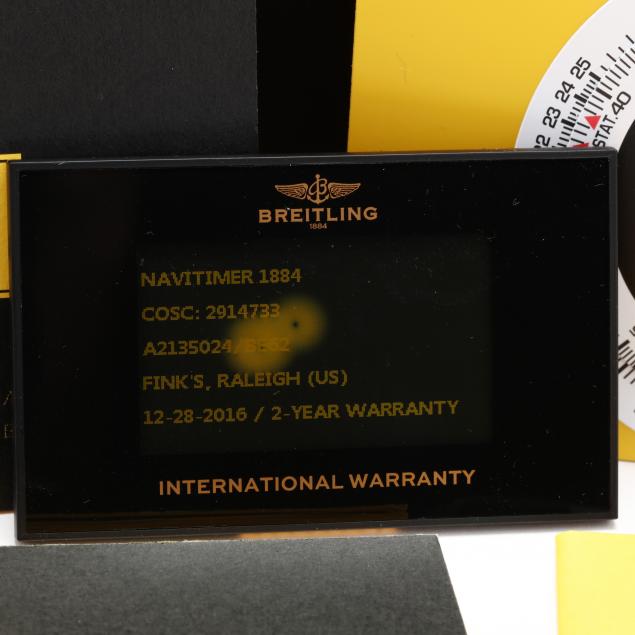 22 23 24 25
STAT. 40
BREITLING
1884
NAVITIMER 1884
COSC: 2914733
A2135024/BE62
FINK'S, RALEIGH (US)
12-28-2016 / 2-YEAR WARRANTY
INTERNATIONAL WARRANTY